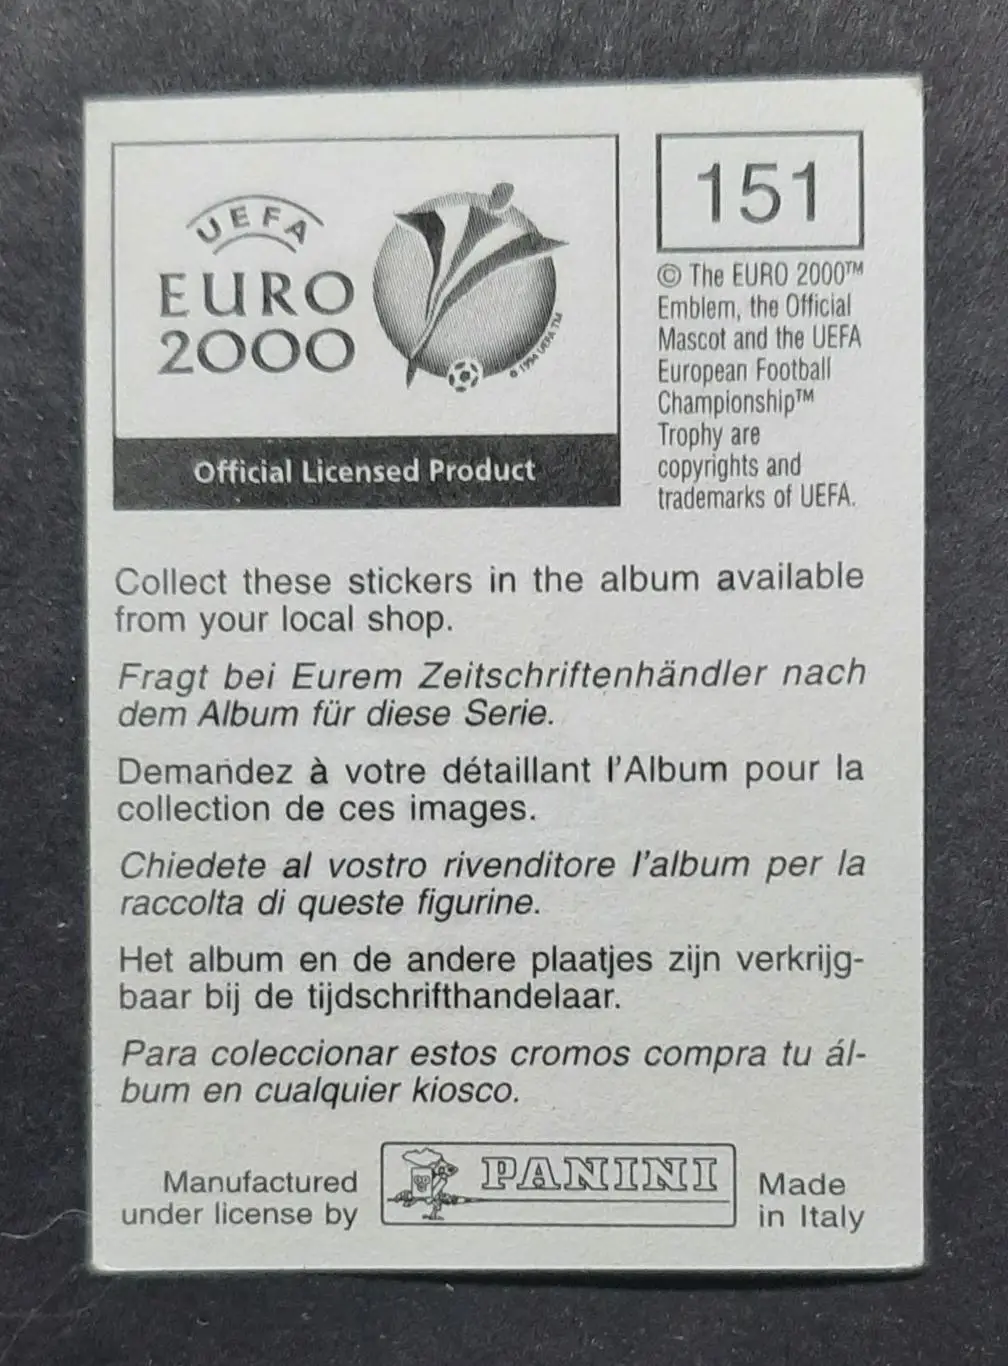 UEFA
EURO
2000
© 1994 UEFA TM
Official Licensed Product
151
© The EURO 2000™
Emblem, the Official
Mascot and the UEFA
European Football
Championship™
Trophy are
copyrights and
trademarks of UEFA.
Collect these stickers in the album available
from your local shop.
Fragt bei Eurem Zeitschriftenhändler nach
dem Album für diese Serie.
Demandez à votre détaillant l'Album pour la
collection de ces images.
Chiedete al vostro rivenditore l'album per la
raccolta di queste figurine.
Het album en de andere plaatjes zijn verkrijg-
baar bij de tijdschrifthandelaar.
Para coleccionar estos cromos compra tu ál-
bum en cualquier kiosco.
Manufactured
under license by
PANINI
Made
in Italy